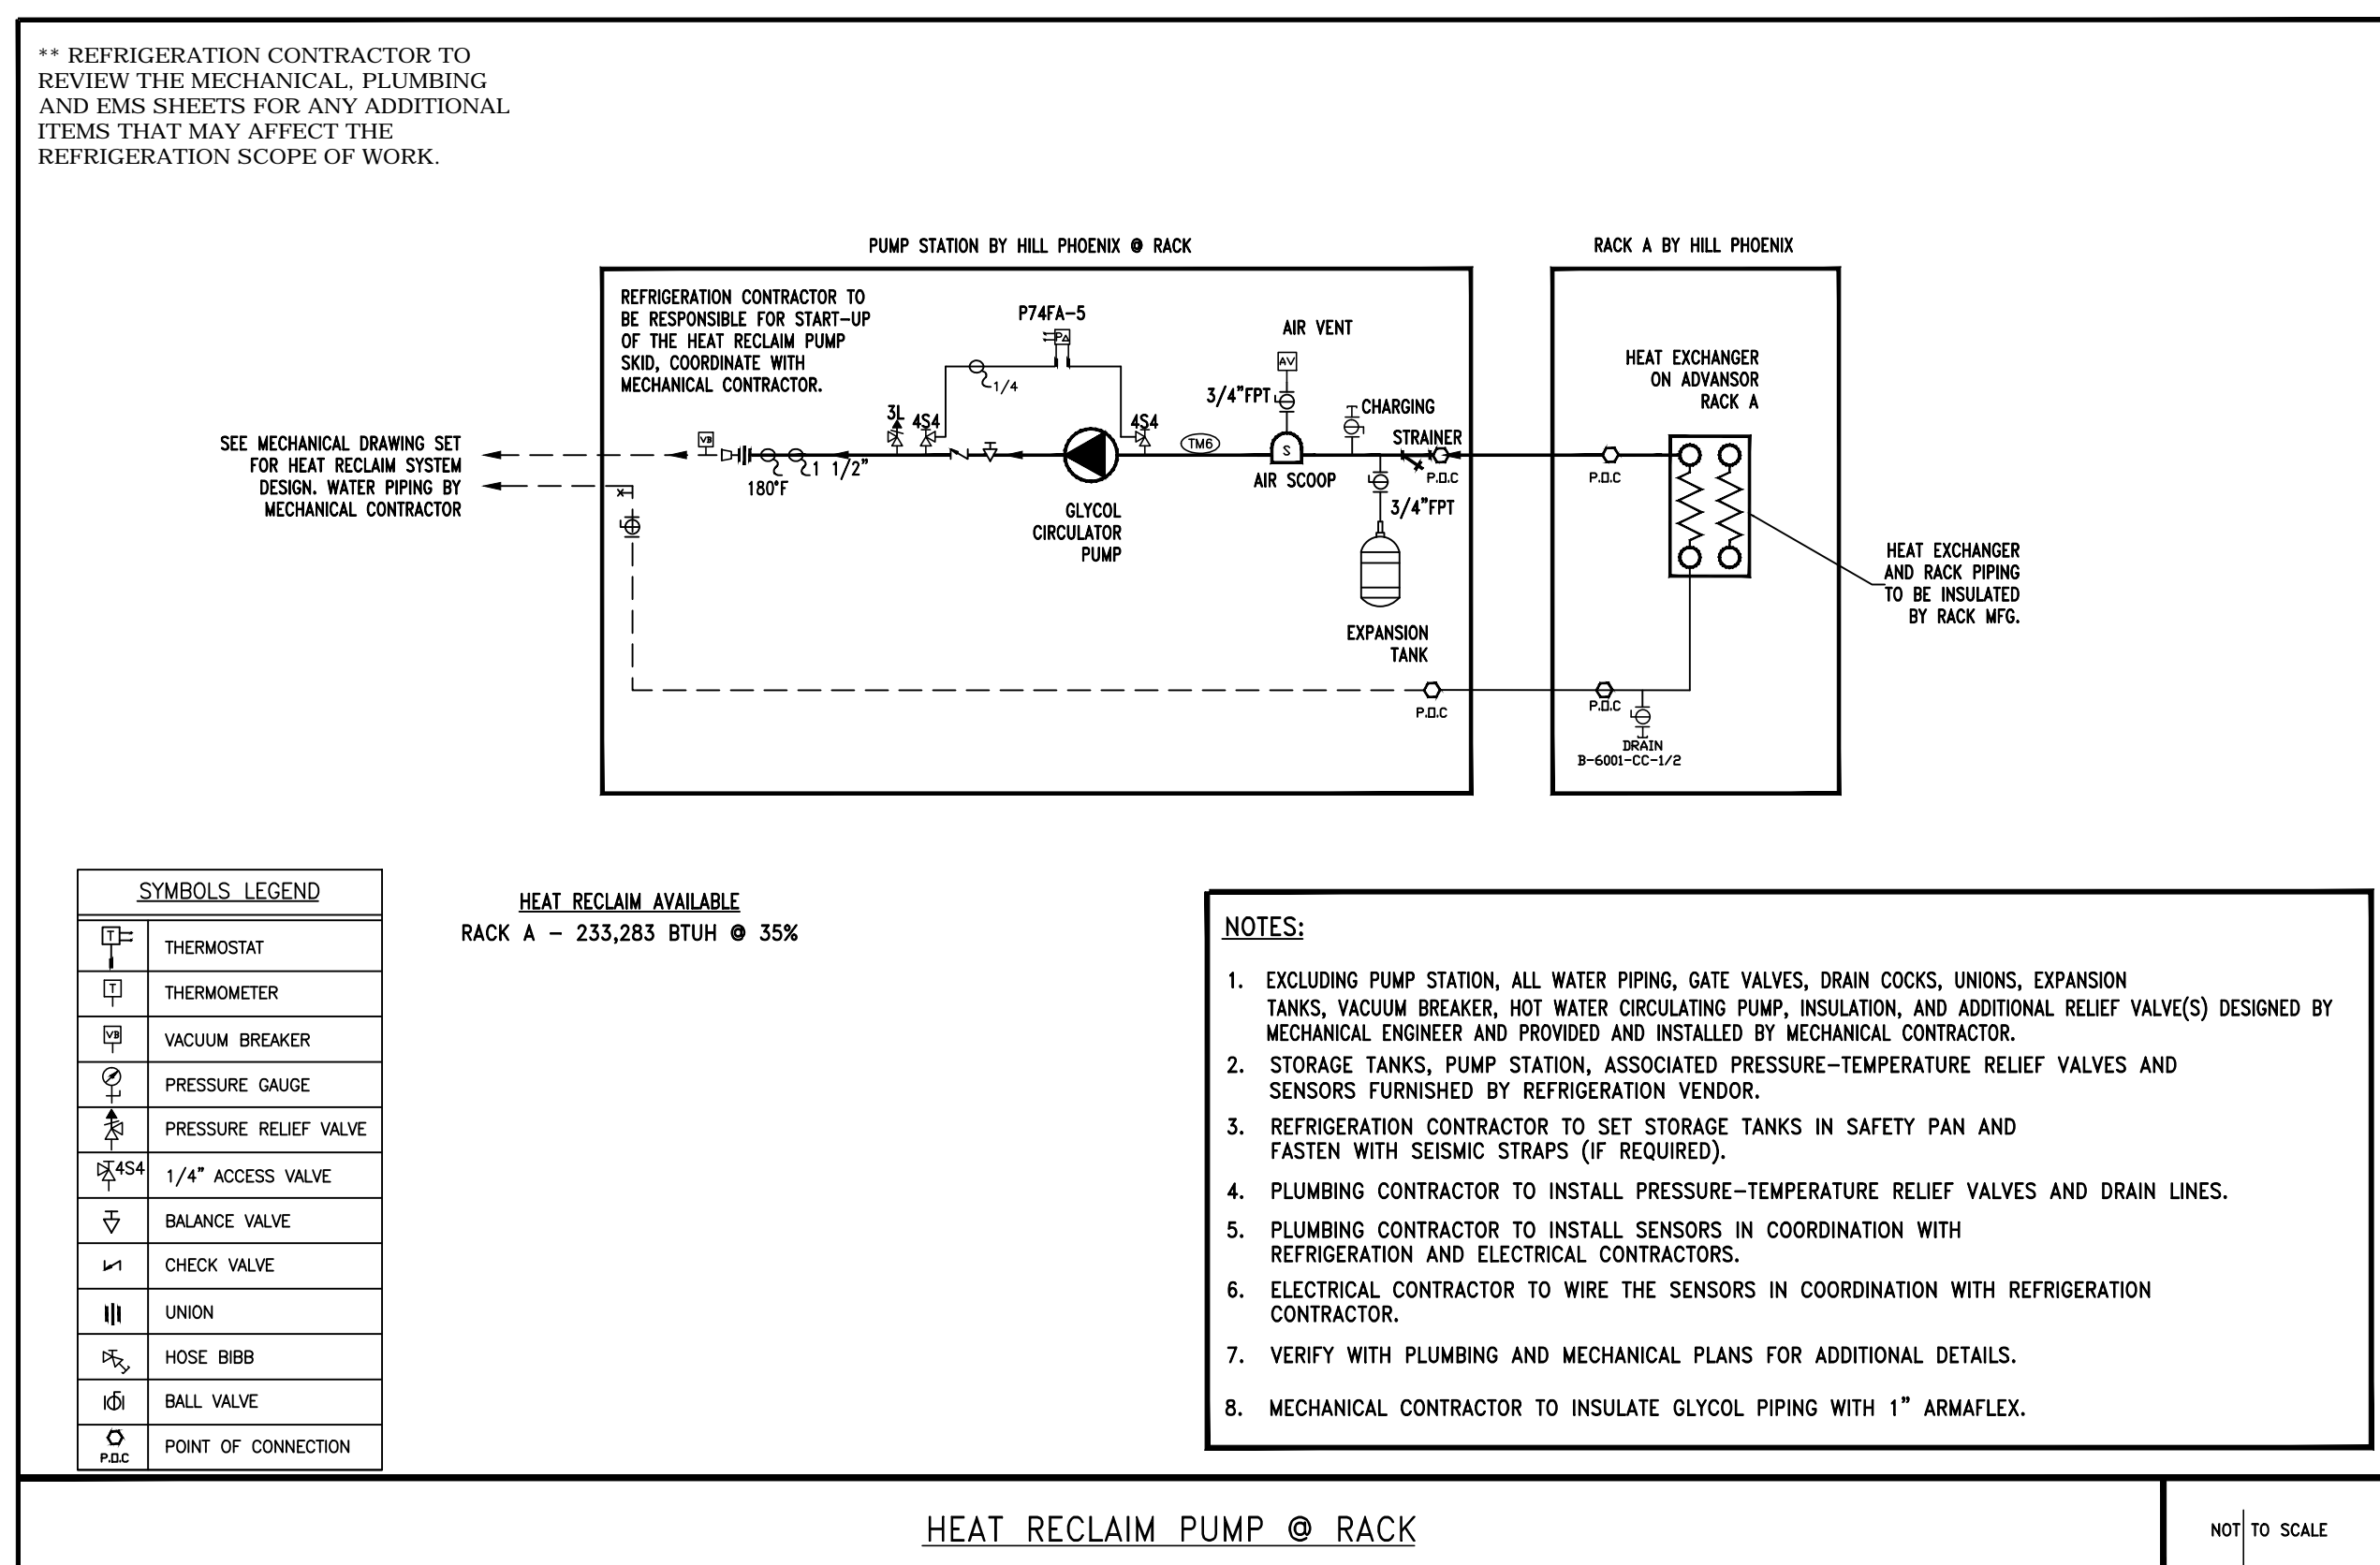 ** REFRIGERATION CONTRACTOR TO
REVIEW THE MECHANICAL, PLUMBING
AND EMS SHEETS FOR ANY ADDITIONAL
ITEMS THAT MAY AFFECT THE
REFRIGERATION SCOPE OF WORK.
PUMP STATION BY HILL PHOENIX @ RACK
RACK A BY HILL PHOENIX
REFRIGERATION CONTRACTOR TO
BE RESPONSIBLE FOR START-UP
OF THE HEAT RECLAIM PUMP
SKID, COORDINATE WITH
MECHANICAL CONTRACTOR.
P74FA-5
P△
1/4
AIR VENT
AV
3/4"FPT
CHARGING
STRAINER
P.O.C
3L
4S4
4S4
TM6
S
AIR SCOOP
VB
180°F
1 1/2"
GLYCOL
CIRCULATOR
PUMP
3/4"FPT
EXPANSION
TANK
P.O.C
SEE MECHANICAL DRAWING SET
FOR HEAT RECLAIM SYSTEM
DESIGN. WATER PIPING BY
MECHANICAL CONTRACTOR
HEAT EXCHANGER
ON ADVANSOR
RACK A
P.O.C
P.O.C
DRAIN
B-6001-CC-1/2
HEAT EXCHANGER
AND RACK PIPING
TO BE INSULATED
BY RACK MFG.
SYMBOLS LEGEND
T THERMOSTAT
T THERMOMETER
VB VACUUM BREAKER
PRESSURE GAUGE
PRESSURE RELIEF VALVE
4S4 1/4" ACCESS VALVE
BALANCE VALVE
CHECK VALVE
UNION
HOSE BIBB
BALL VALVE
P.O.C POINT OF CONNECTION
HEAT RECLAIM AVAILABLE
RACK A - 233,283 BTUH @ 35%
NOTES:
1. EXCLUDING PUMP STATION, ALL WATER PIPING, GATE VALVES, DRAIN COCKS, UNIONS, EXPANSION
TANKS, VACUUM BREAKER, HOT WATER CIRCULATING PUMP, INSULATION, AND ADDITIONAL RELIEF VALVE(S) DESIGNED BY
MECHANICAL ENGINEER AND PROVIDED AND INSTALLED BY MECHANICAL CONTRACTOR.
2. STORAGE TANKS, PUMP STATION, ASSOCIATED PRESSURE-TEMPERATURE RELIEF VALVES AND
SENSORS FURNISHED BY REFRIGERATION VENDOR.
3. REFRIGERATION CONTRACTOR TO SET STORAGE TANKS IN SAFETY PAN AND
FASTEN WITH SEISMIC STRAPS (IF REQUIRED).
4. PLUMBING CONTRACTOR TO INSTALL PRESSURE-TEMPERATURE RELIEF VALVES AND DRAIN LINES.
5. PLUMBING CONTRACTOR TO INSTALL SENSORS IN COORDINATION WITH
REFRIGERATION AND ELECTRICAL CONTRACTORS.
6. ELECTRICAL CONTRACTOR TO WIRE THE SENSORS IN COORDINATION WITH REFRIGERATION
CONTRACTOR.
7. VERIFY WITH PLUMBING AND MECHANICAL PLANS FOR ADDITIONAL DETAILS.
8. MECHANICAL CONTRACTOR TO INSULATE GLYCOL PIPING WITH 1" ARMAFLEX.
HEAT RECLAIM PUMP @ RACK
NOT TO SCALE